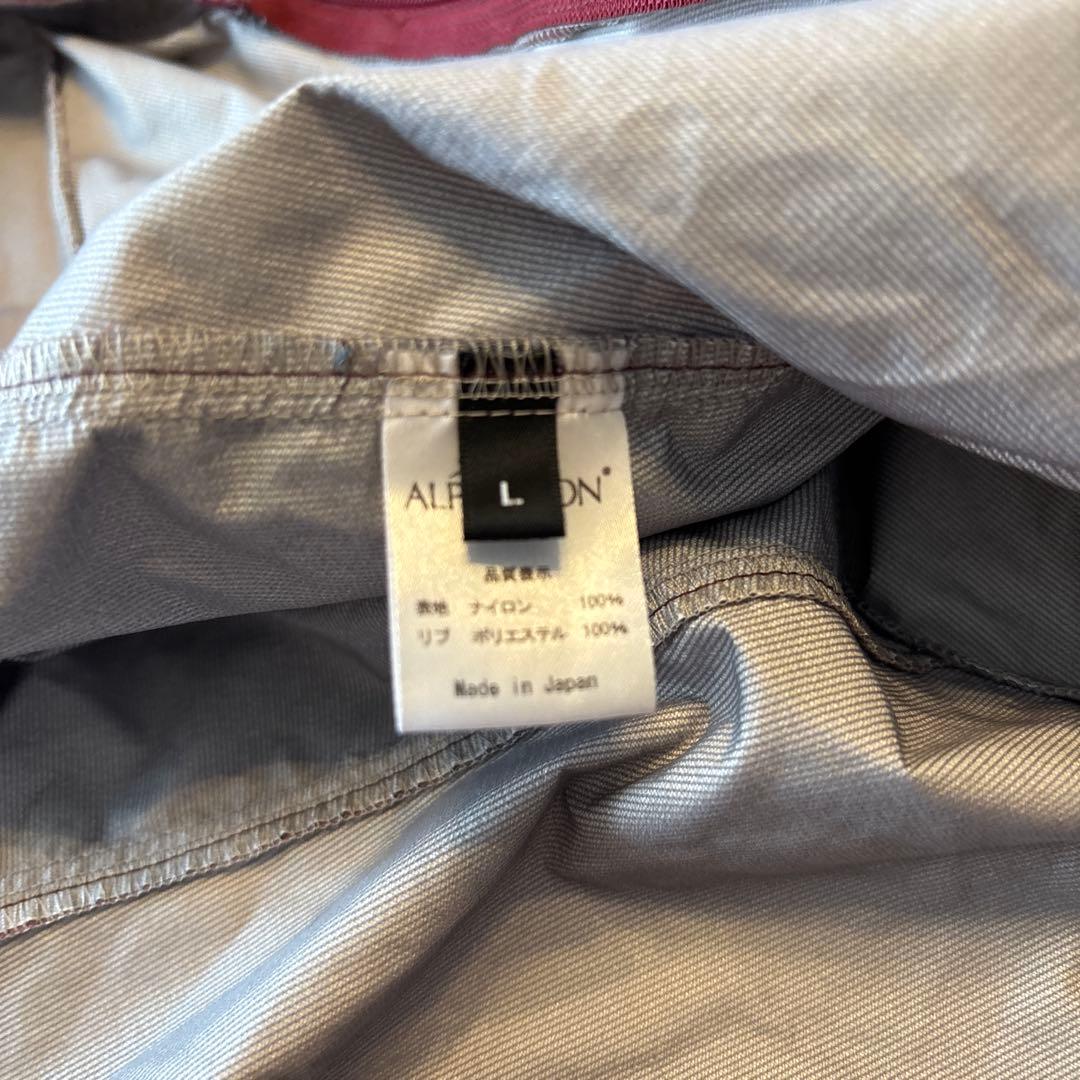 L
品質表示
表地 ナイロン 100%
リブ ポリエステル 100%
Made in Japan